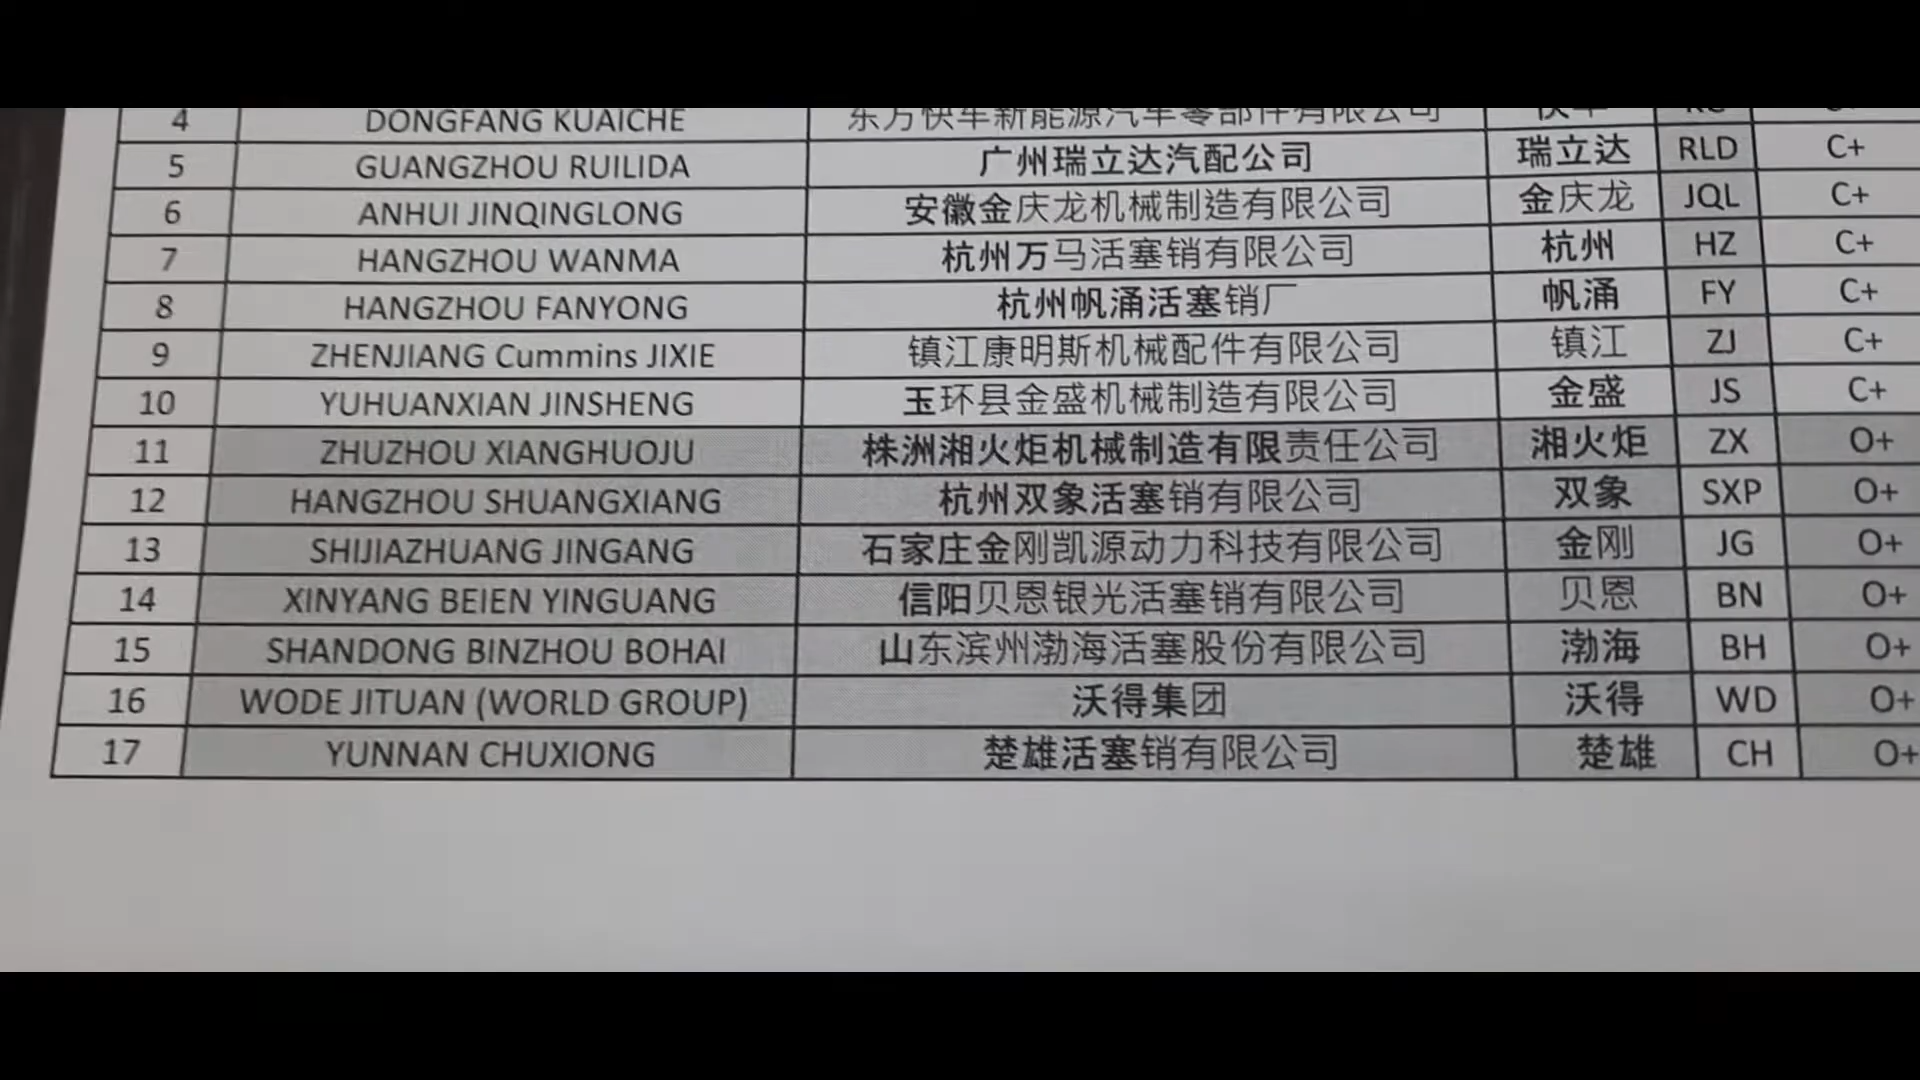 4 DONGFANG KUAICHE 东方快车新能源汽车零部件有限公司 快车
5 GUANGZHOU RUILIDA 广州瑞立达汽配公司 瑞立达 RLD C+
6 ANHUI JINQINGLONG 安徽金庆龙机械制造有限公司 金庆龙 JQL C+
7 HANGZHOU WANMA 杭州万马活塞销有限公司 杭州 HZ C+
8 HANGZHOU FANYONG 杭州帆涌活塞销厂 帆涌 FY C+
9 ZHENJIANG Cummins JIXIE 镇江康明斯机械配件有限公司 镇江 ZJ C+
10 YUHUANXIAN JINSHENG 玉环县金盛机械制造有限公司 金盛 JS C+
11 ZHUZHOU XIANGHUOJU 株洲湘火炬机械制造有限责任公司 湘火炬 ZX O+
12 HANGZHOU SHUANGXIANG 杭州双象活塞销有限公司 双象 SXP O+
13 SHIJIAZHUANG JINGANG 石家庄金刚凯源动力科技有限公司 金刚 JG O+
14 XINYANG BEIEN YINGUANG 信阳贝恩银光活塞销有限公司 贝恩 BN O+
15 SHANDONG BINZHOU BOHAI 山东滨州渤海活塞股份有限公司 渤海 BH O+
16 WODE JITUAN (WORLD GROUP) 沃得集团 沃得 WD O+
17 YUNNAN CHUXIONG 楚雄活塞销有限公司 楚雄 CH O+